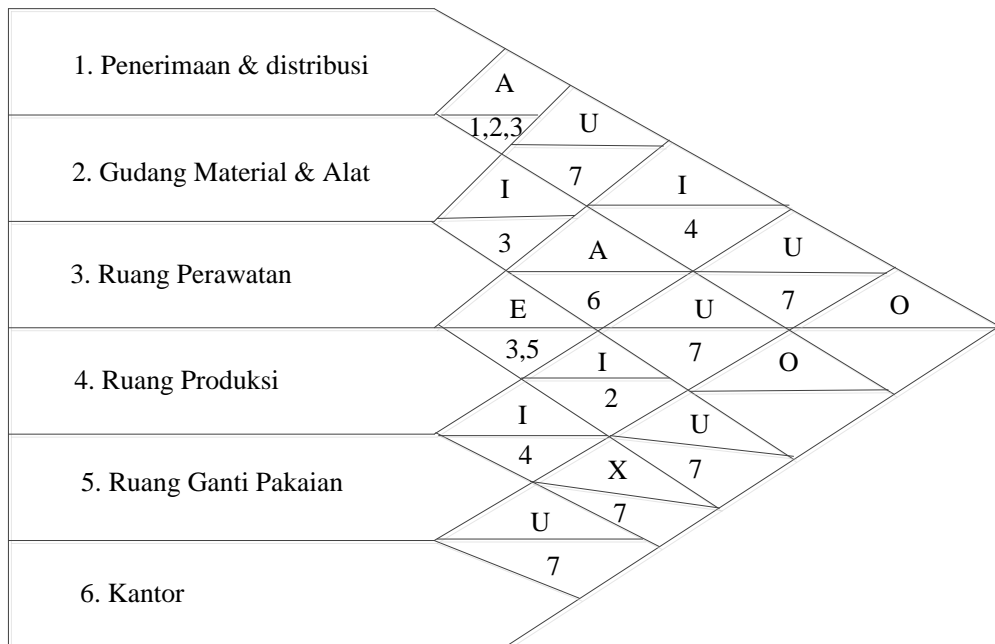 1. Penerimaan & distribusi
A
1,2,3
U
2. Gudang Material & Alat
7
I
I
3
4
A
U
3. Ruang Perawatan
6
7
E
U
O
3,5
7
I
O
4. Ruang Produksi
2
I
U
4
7
X
5. Ruang Ganti Pakaian
7
U
7
6. Kantor